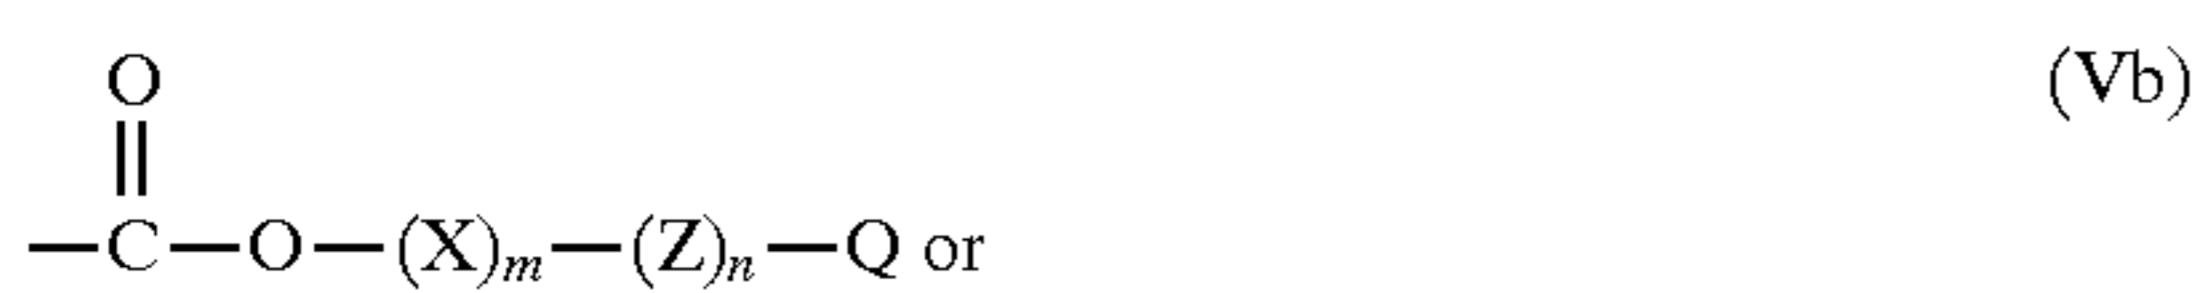 O (Vb)
—C—O—(X)m—(Z)n—Q or